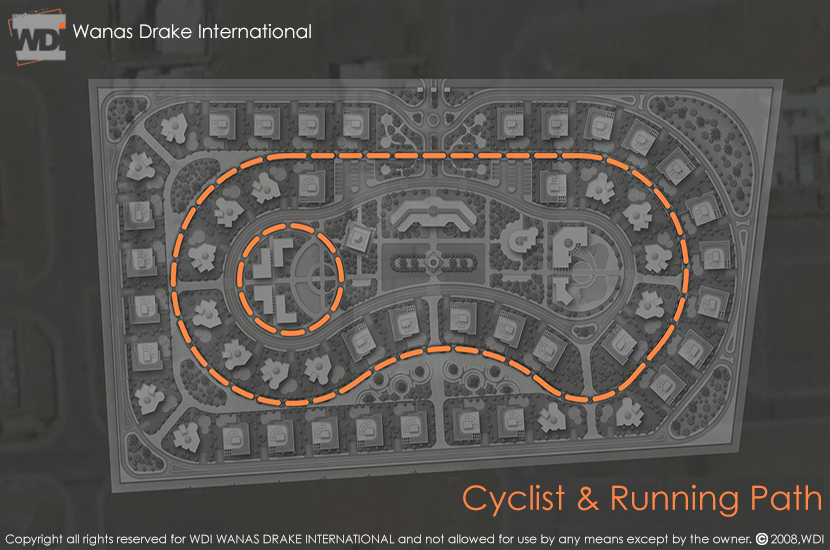 WDi Wanas Drake International
Cyclist & Running Path
Copyright all rights reserved for WDI WANAS DRAKE INTERNATIONAL and not allowed for use by any means except by the owner. © 2008,WDI